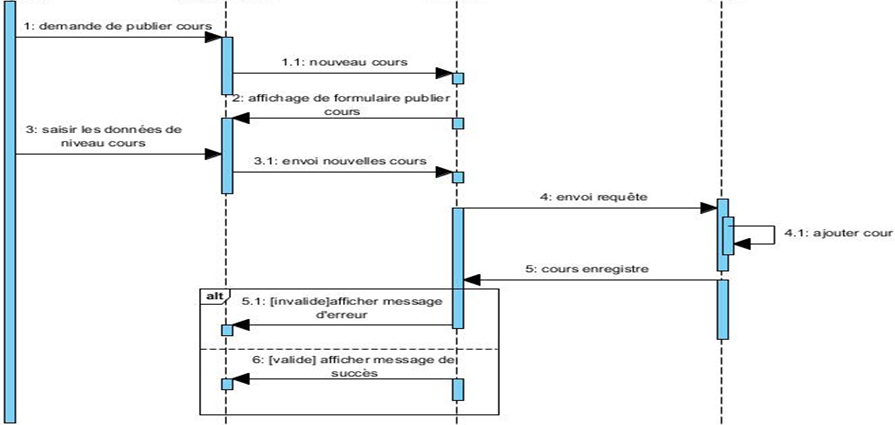 1: demande de publier cours
1.1: nouveau cours
2: affichage de formulaire publier
cours
3: saisir les données de
niveau cours
3.1: envoi nouvelles cours
4: envoi requête
4.1: ajouter cour
5: cours enregistre
alt
5.1: [invalide]afficher message
d'erreur
6: [valide] afficher message de
succès